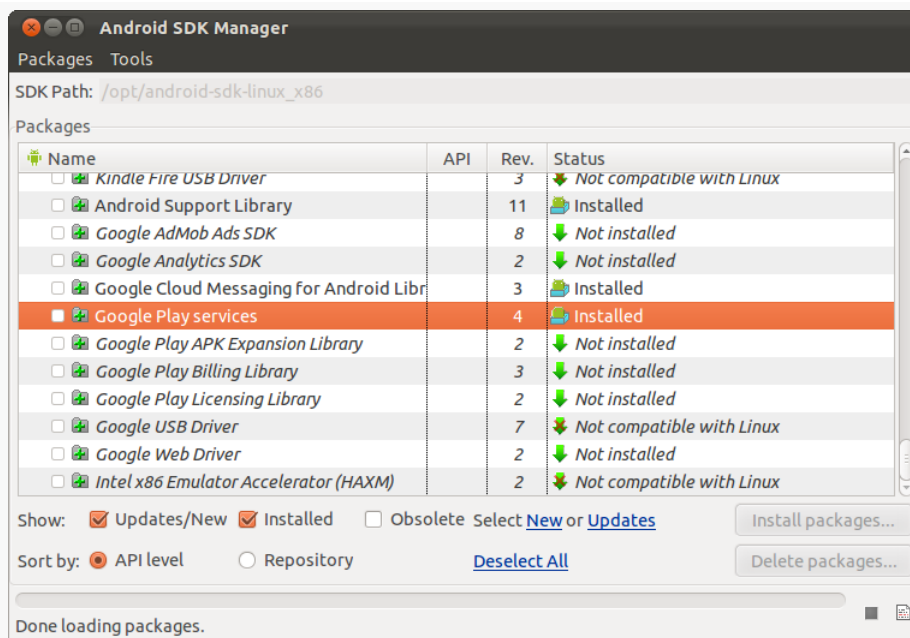 Android SDK Manager
Packages Tools
SDK Path: /opt/android-sdk-linux_x86
Packages
Name API Rev. Status
Kindle Fire USB Driver 3 Not compatible with Linux
Android Support Library 11 Installed
Google AdMob Ads SDK 8 Not installed
Google Analytics SDK 2 Not installed
Google Cloud Messaging for Android Libr 3 Installed
Google Play services 4 Installed
Google Play APK Expansion Library 2 Not installed
Google Play Billing Library 3 Not installed
Google Play Licensing Library 2 Not installed
Google USB Driver 7 Not compatible with Linux
Google Web Driver 2 Not installed
Intel x86 Emulator Accelerator (HAXM) 2 Not compatible with Linux
Show: Updates/New Installed Obsolete Select New or Updates Install packages...
Sort by: API level Repository Deselect All Delete packages...
Done loading packages.